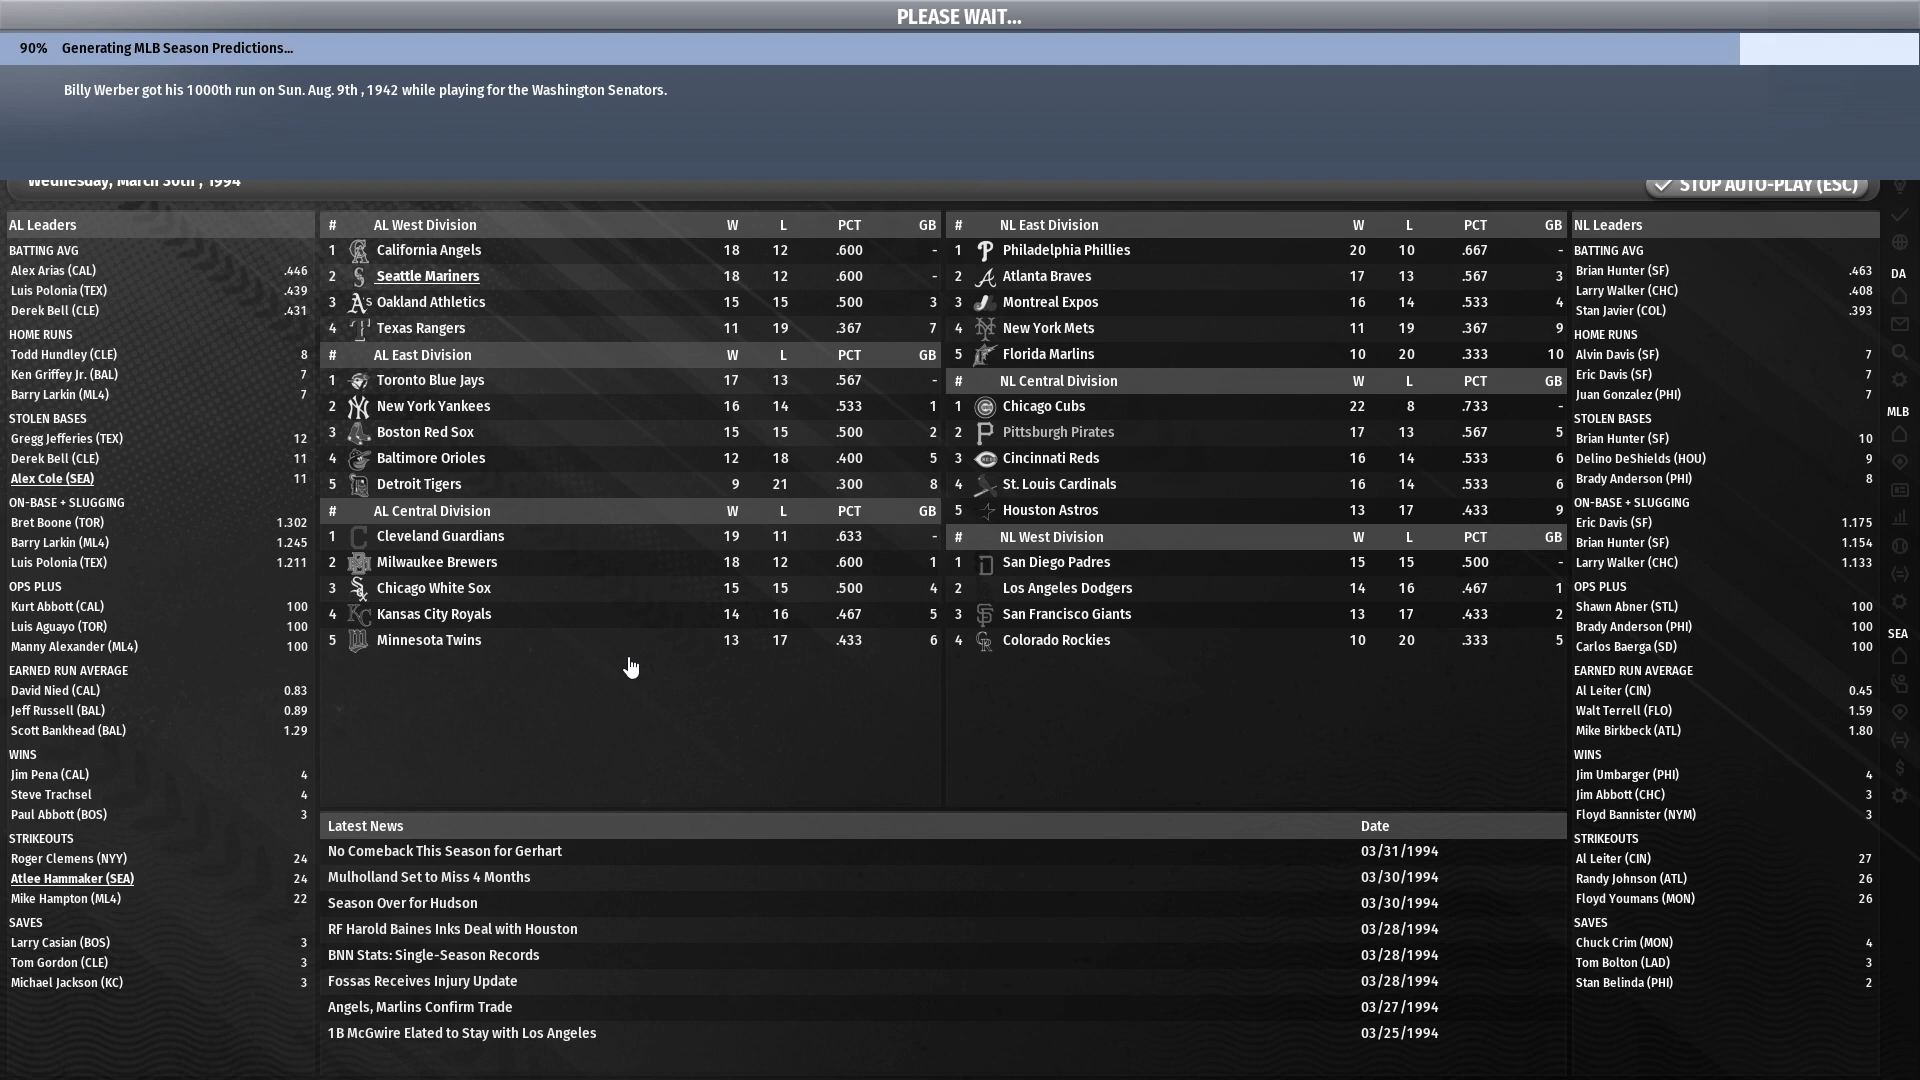 PLEASE WAIT...
90% Generating MLB Season Predictions...
Billy Werber got his 1000th run on Sun. Aug. 9th , 1942 while playing for the Washington Senators.
Wednesday, March 30th , 1994
STOP AUTO-PLAY (ESC)
AL Leaders
BATTING AVG
Alex Arias (CAL) .446
Luis Polonia (TEX) .439
Derek Bell (CLE) .431
HOME RUNS
Todd Hundley (CLE) 8
Ken Griffey Jr. (BAL) 7
Barry Larkin (ML4) 7
STOLEN BASES
Gregg Jefferies (TEX) 12
Derek Bell (CLE) 11
Alex Cole (SEA) 11
ON-BASE + SLUGGING
Bret Boone (TOR) 1.302
Barry Larkin (ML4) 1.245
Luis Polonia (TEX) 1.211
OPS PLUS
Kurt Abbott (CAL) 100
Luis Aguayo (TOR) 100
Manny Alexander (ML4) 100
EARNED RUN AVERAGE
David Nied (CAL) 0.83
Jeff Russell (BAL) 0.89
Scott Bankhead (BAL) 1.29
WINS
Jim Pena (CAL) 4
Steve Trachsel 4
Paul Abbott (BOS) 3
STRIKEOUTS
Roger Clemens (NYY) 24
Atlee Hammaker (SEA) 24
Mike Hampton (ML4) 22
SAVES
Larry Casian (BOS) 3
Tom Gordon (CLE) 3
Michael Jackson (KC) 3
# AL West Division W L PCT GB
1 California Angels 18 12 .600 -
2 Seattle Mariners 18 12 .600 -
3 Oakland Athletics 15 15 .500 3
4 Texas Rangers 11 19 .367 7
# AL East Division W L PCT GB
1 Toronto Blue Jays 17 13 .567 -
2 New York Yankees 16 14 .533 1
3 Boston Red Sox 15 15 .500 2
4 Baltimore Orioles 12 18 .400 5
5 Detroit Tigers 9 21 .300 8
# AL Central Division W L PCT GB
1 Cleveland Guardians 19 11 .633 -
2 Milwaukee Brewers 18 12 .600 1
3 Chicago White Sox 15 15 .500 4
4 Kansas City Royals 14 16 .467 5
5 Minnesota Twins 13 17 .433 6
# NL East Division W L PCT GB
1 Philadelphia Phillies 20 10 .667 -
2 Atlanta Braves 17 13 .567 3
3 Montreal Expos 16 14 .533 4
4 New York Mets 11 19 .367 9
5 Florida Marlins 10 20 .333 10
# NL Central Division W L PCT GB
1 Chicago Cubs 22 8 .733 -
2 Pittsburgh Pirates 17 13 .567 5
3 Cincinnati Reds 16 14 .533 6
4 St. Louis Cardinals 16 14 .533 6
5 Houston Astros 13 17 .433 9
# NL West Division W L PCT GB
1 San Diego Padres 15 15 .500 -
2 Los Angeles Dodgers 14 16 .467 1
3 San Francisco Giants 13 17 .433 2
4 Colorado Rockies 10 20 .333 5
Latest News Date
No Comeback This Season for Gerhart 03/31/1994
Mulholland Set to Miss 4 Months 03/30/1994
Season Over for Hudson 03/30/1994
RF Harold Baines Inks Deal with Houston 03/28/1994
BNN Stats: Single-Season Records 03/28/1994
Fossas Receives Injury Update 03/28/1994
Angels, Marlins Confirm Trade 03/27/1994
1B McGwire Elated to Stay with Los Angeles 03/25/1994
NL Leaders
BATTING AVG
Brian Hunter (SF) .463
Larry Walker (CHC) .408
Stan Javier (COL) .393
HOME RUNS
Alvin Davis (SF) 7
Eric Davis (SF) 7
Juan Gonzalez (PHI) 7
STOLEN BASES
Brian Hunter (SF) 10
Delino DeShields (HOU) 9
Brady Anderson (PHI) 8
ON-BASE + SLUGGING
Eric Davis (SF) 1.175
Brian Hunter (SF) 1.154
Larry Walker (CHC) 1.133
OPS PLUS
Shawn Abner (STL) 100
Brady Anderson (PHI) 100
Carlos Baerga (SD) 100
EARNED RUN AVERAGE
Al Leiter (CIN) 0.45
Walt Terrell (FLO) 1.59
Mike Birkbeck (ATL) 1.80
WINS
Jim Umbarger (PHI) 4
Jim Abbott (CHC) 3
Floyd Bannister (NYM) 3
STRIKEOUTS
Al Leiter (CIN) 27
Randy Johnson (ATL) 26
Floyd Youmans (MON) 26
SAVES
Chuck Crim (MON) 4
Tom Bolton (LAD) 3
Stan Belinda (PHI) 2
DA
MLB
SEA